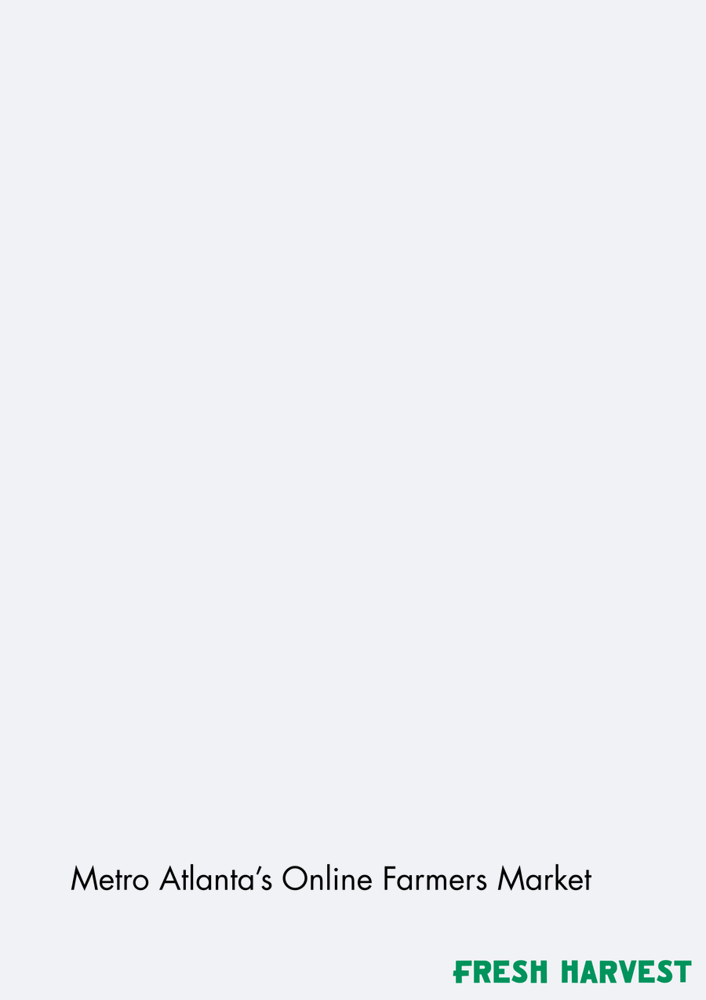 Metro Atlanta’s Online Farmers Market
FRESH HARVEST